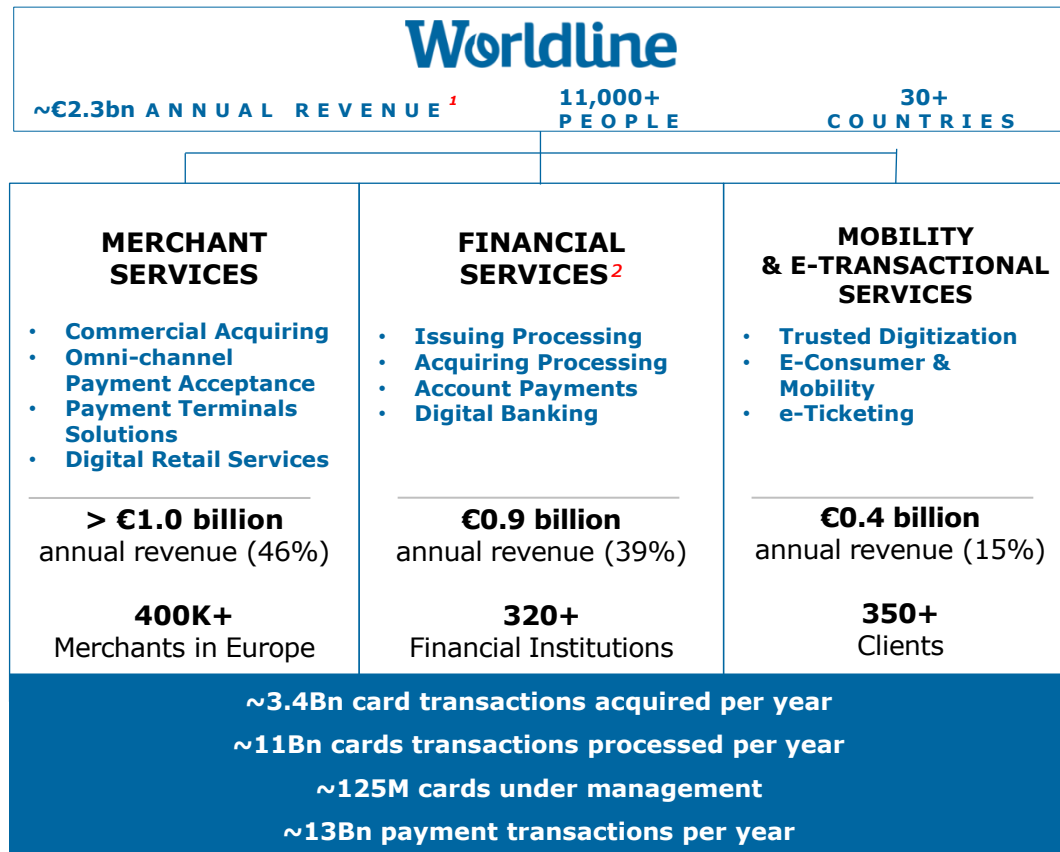 Worldline
~€2.3bn ANNUAL REVENUE 1
11,000+
PEOPLE
30+
COUNTRIES
MERCHANT
SERVICES
• Commercial Acquiring
• Omni-channel
Payment Acceptance
• Payment Terminals
Solutions
• Digital Retail Services
> €1.0 billion
annual revenue (46%)
400K+
Merchants in Europe
FINANCIAL
SERVICES 2
• Issuing Processing
• Acquiring Processing
• Account Payments
• Digital Banking
€0.9 billion
annual revenue (39%)
320+
Financial Institutions
MOBILITY
& E-TRANSACTIONAL
SERVICES
• Trusted Digitization
• E-Consumer &
Mobility
• e-Ticketing
€0.4 billion
annual revenue (15%)
350+
Clients
~3.4Bn card transactions acquired per year
~11Bn cards transactions processed per year
~125M cards under management
~13Bn payment transactions per year